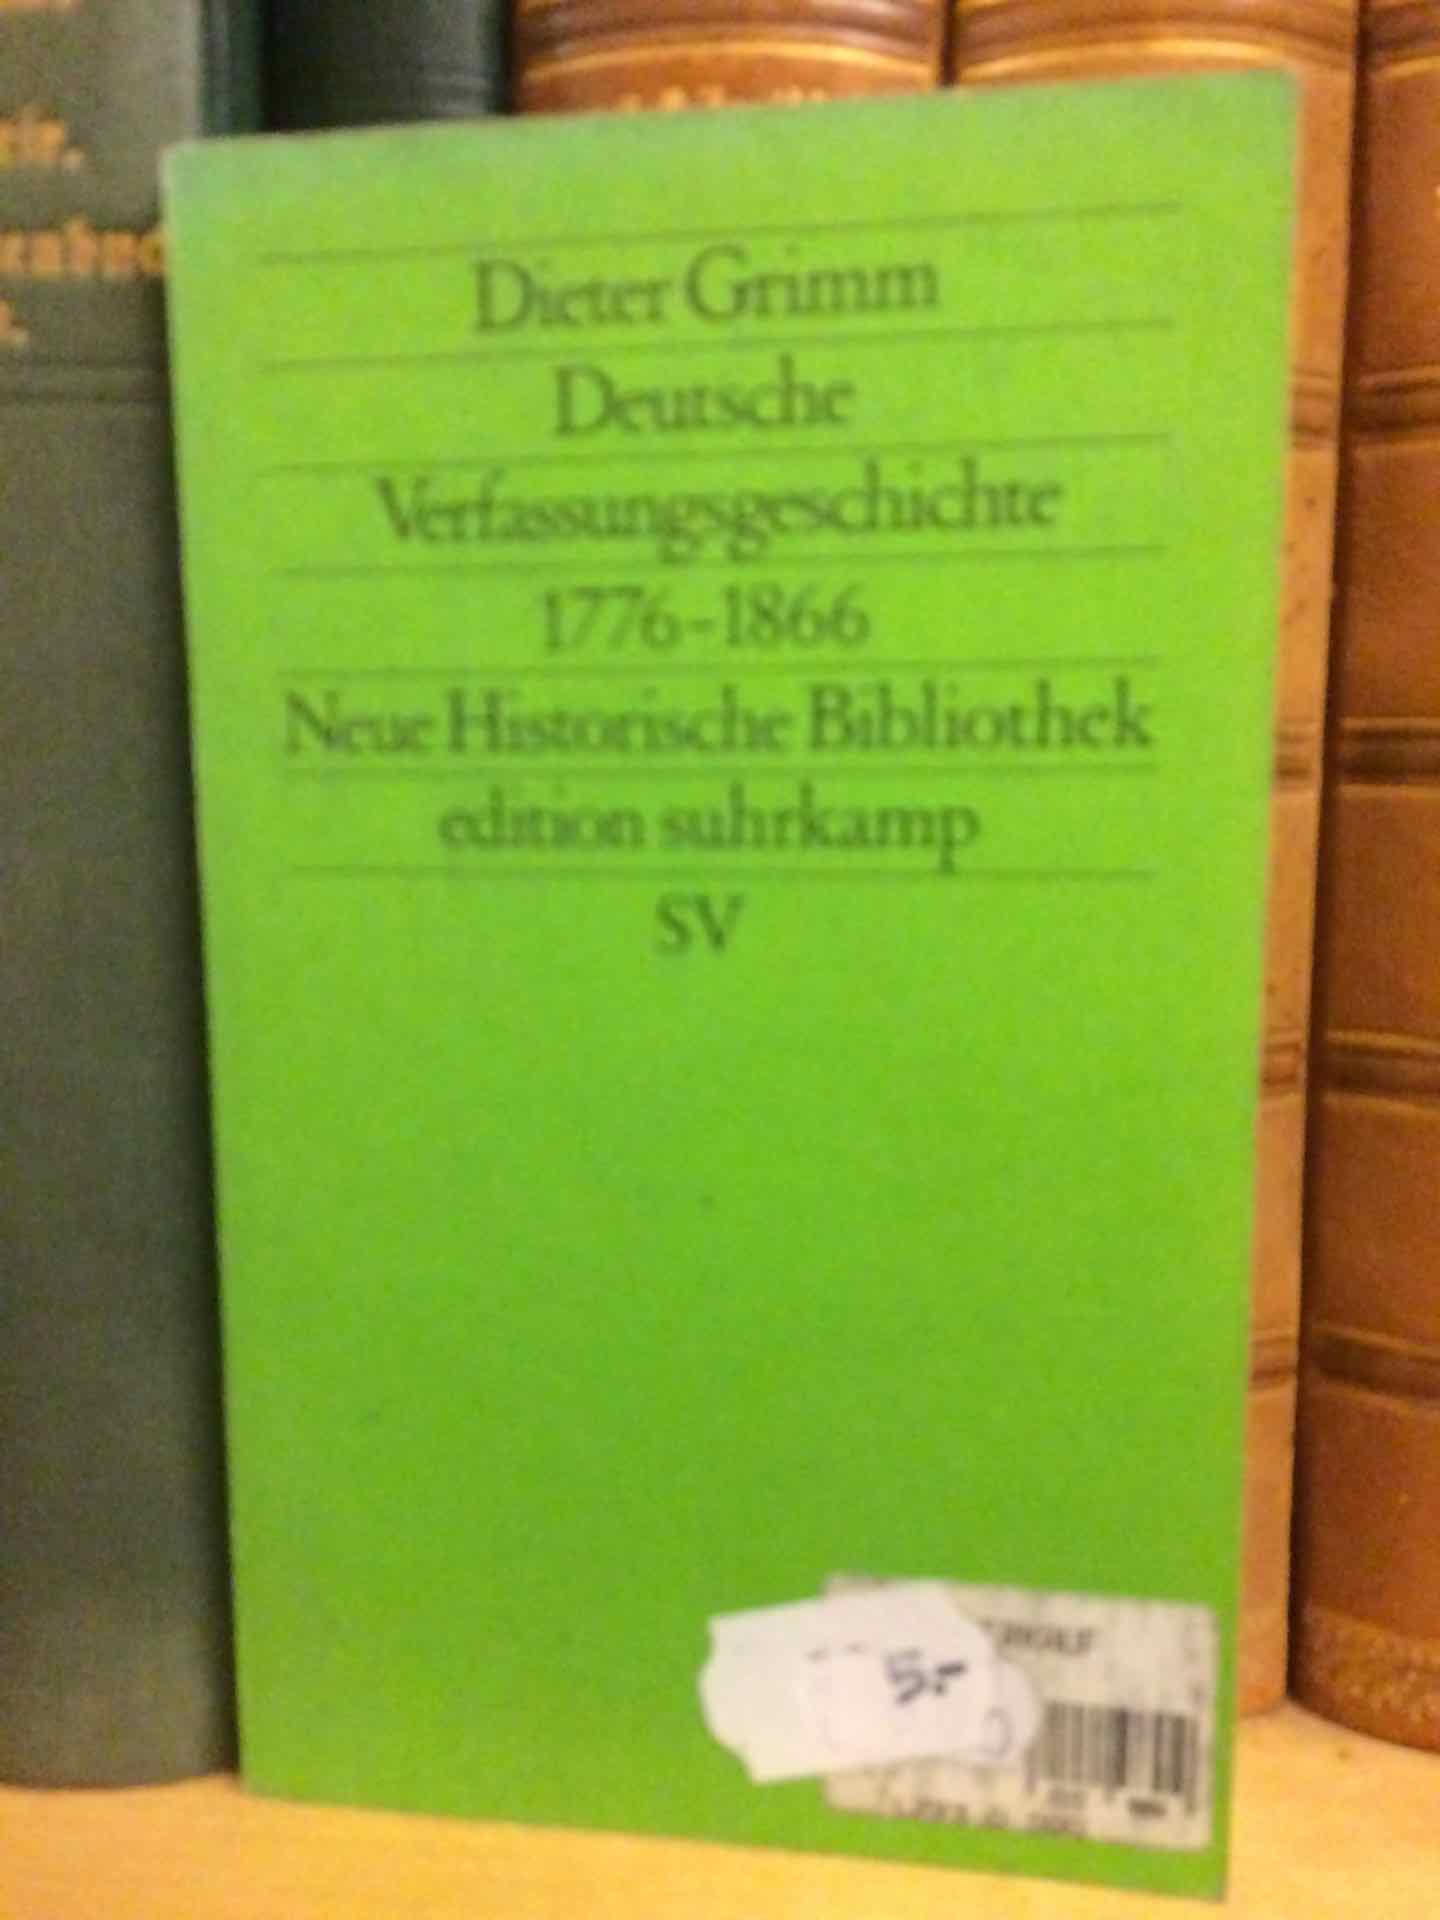 Dieter Grimm
Deutsche
Verfassungsgeschichte
1776-1866
Neue Historische Bibliothek
edition suhrkamp
SV
5.-